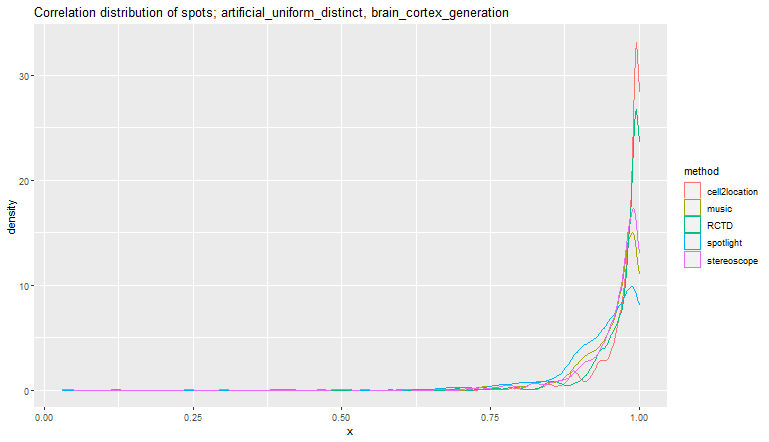 Correlation distribution of spots; artificial_uniform_distinct, brain_cortex_generation
30
20
10
0
density
0.00
0.25
0.50
0.75
1.00
x
method
cell2location
music
RCTD
spotlight
stereoscope